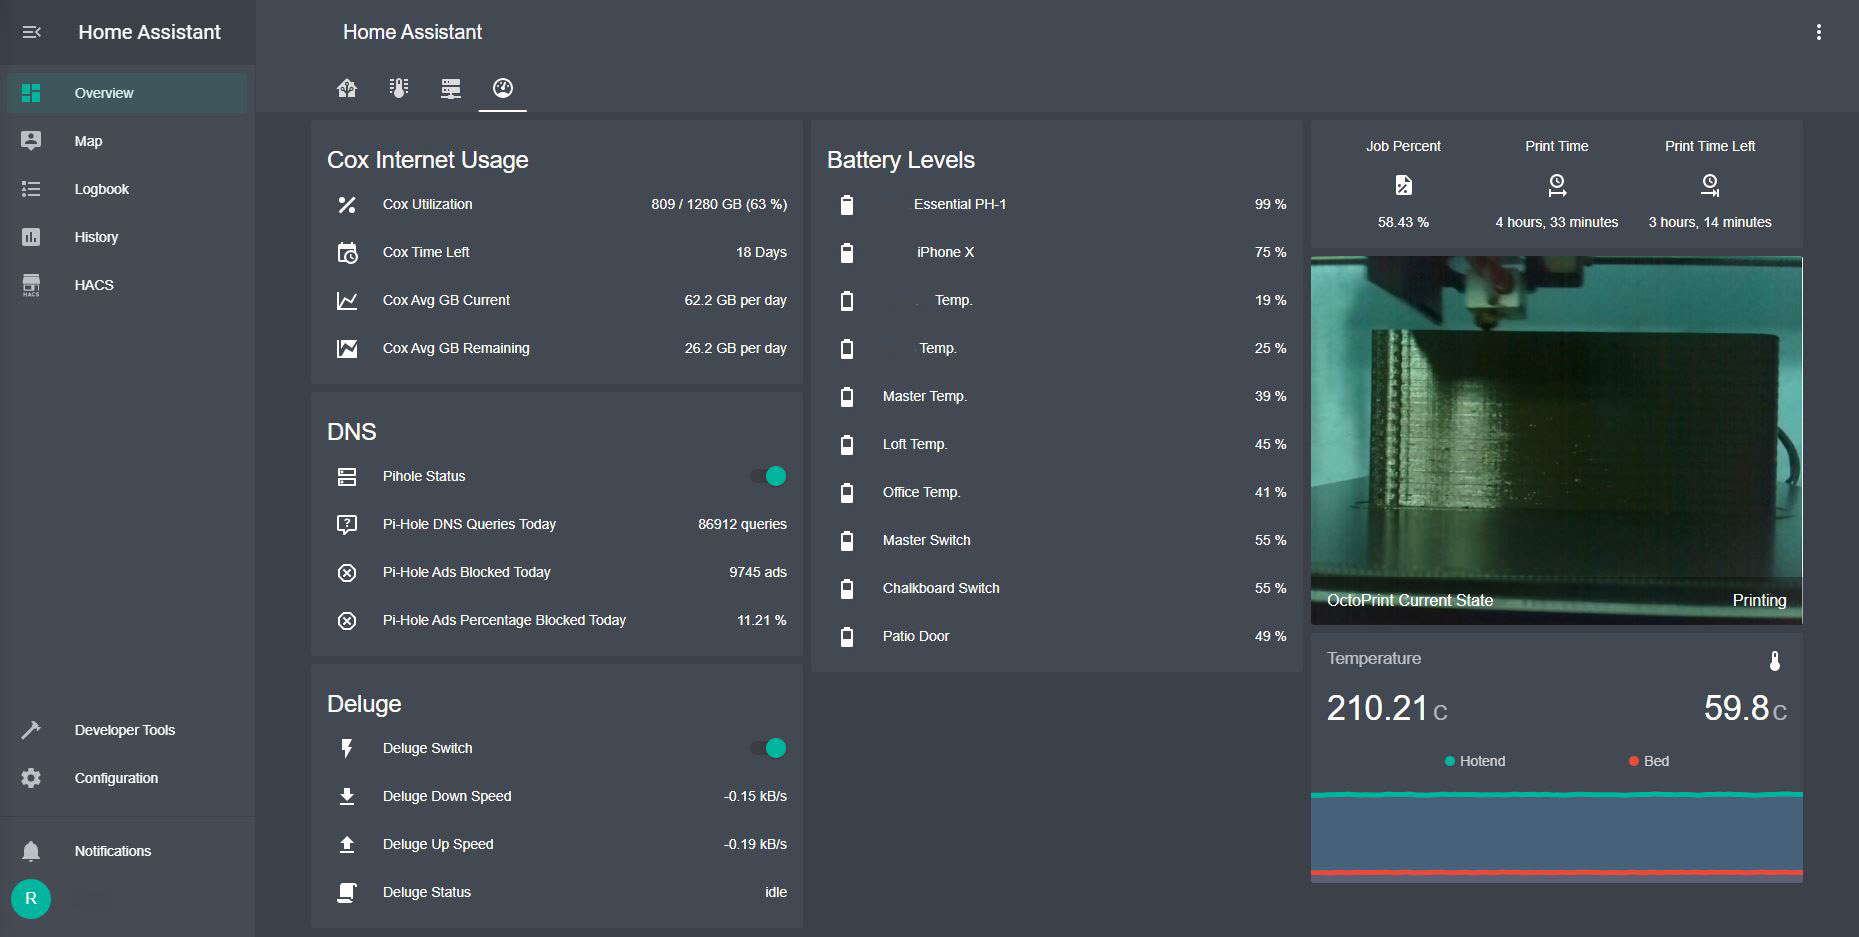 Home Assistant
Overview
Map
Logbook
History
HACS
HACS
Developer Tools
Configuration
Notifications
R
Home Assistant
Cox Internet Usage
Cox Utilization 809 / 1280 GB (63 %)
Cox Time Left 18 Days
Cox Avg GB Current 62.2 GB per day
Cox Avg GB Remaining 26.2 GB per day
DNS
Pihole Status
Pi-Hole DNS Queries Today 86912 queries
Pi-Hole Ads Blocked Today 9745 ads
Pi-Hole Ads Percentage Blocked Today 11.21 %
Deluge
Deluge Switch
Deluge Down Speed -0.15 kB/s
Deluge Up Speed -0.19 kB/s
Deluge Status idle
Battery Levels
Essential PH-1 99 %
iPhone X 75 %
Temp. 19 %
Temp. 25 %
Master Temp. 39 %
Loft Temp. 45 %
Office Temp. 41 %
Master Switch 55 %
Chalkboard Switch 55 %
Patio Door 49 %
Job Percent Print Time Print Time Left
58.43 % 4 hours, 33 minutes 3 hours, 14 minutes
OctoPrint Current State Printing
Temperature
210.21 C 59.8 C
Hotend Bed